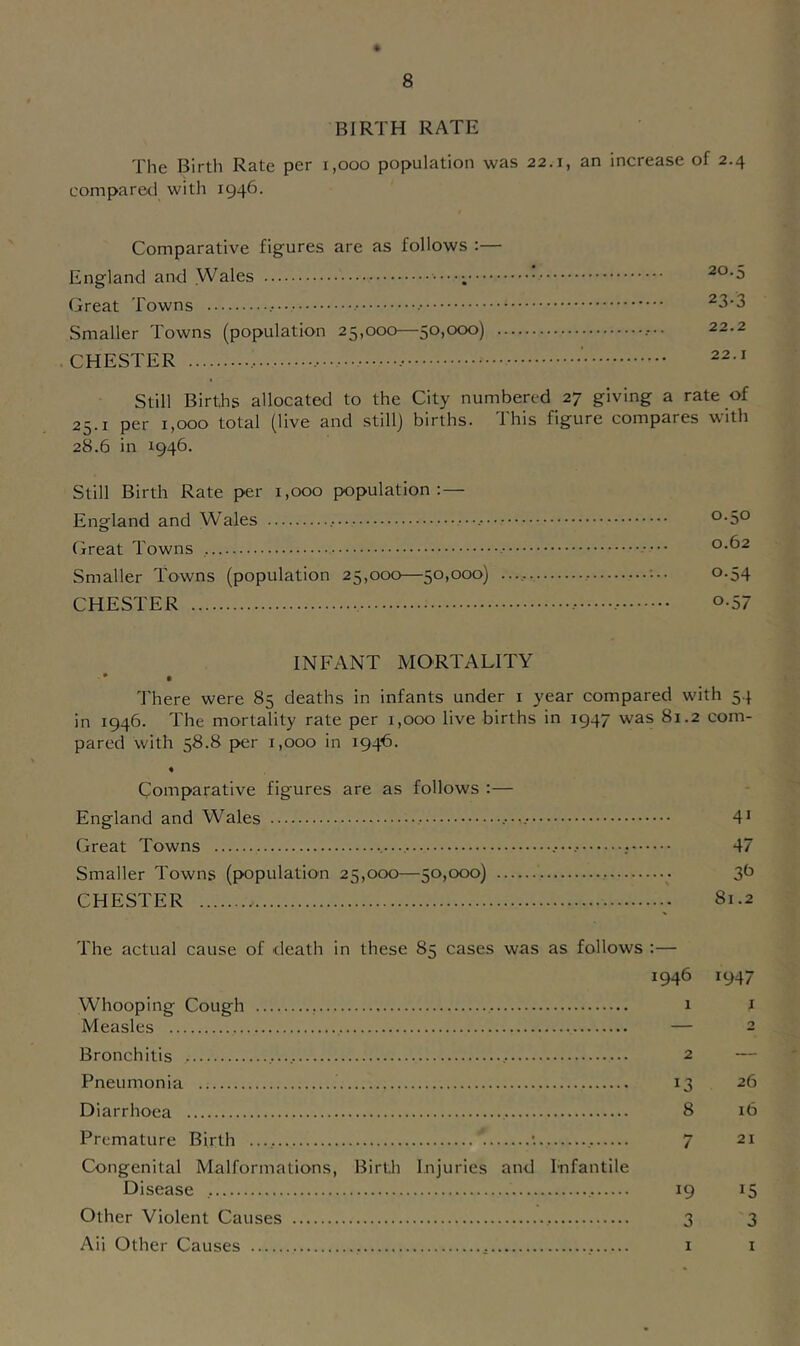 8
BIRTH RATE
The Birth Rate per 1,000 population was 22.1, an increase of 2.4
compared with 1946.
Comparative figures are as follows :—
England and Wales ........ 20.5
Great Towns ........ 23.3
Smaller Towns (population 25,000—50,000) ........ 22.2
CHESTER ........ 22.1
Still Births allocated to the City numbered 27 giving a rate of
25.1 per 1,000 total (live and still) births. This figure compares with
28.6 in 1946.
Still Birth Rate per 1,000 population :—
England and Wales ........ 0.50
Great Towns ........ 0.62
Smaller Towns (population 25,000—50,000) ........ 0.54
CHESTER ........ 0.57
INFANT MORTALITY
There were 85 deaths in infants under 1 year compared with 54
in 1946. The mortality rate per 1,000 live births in 1947 was 81.2 com-
pared with 58.8 per 1,000 in 1946.
Comparative figures are as follows :—
England and Wales ........ 41
Great Towns ........ 47
Smaller Towns (population 25,000—50,000) ........ 36
CHESTER ........ 81.2
The actual cause of death in these 85 cases was as follows :—
1946 1947
Whooping Cough ........ 1 1
Measles ........ — 2
Bronchitis ........ 2 —
Pneumonia ........ 13 26
Diarrhoea ........ 8 16
Premature Birth ........ 7 21
Congenital Malformations, Birth Injuries and Infantile
Disease ........ 19 15
Other Violent Causes ........ 3 3
Aii Other Causes ........ 1 1